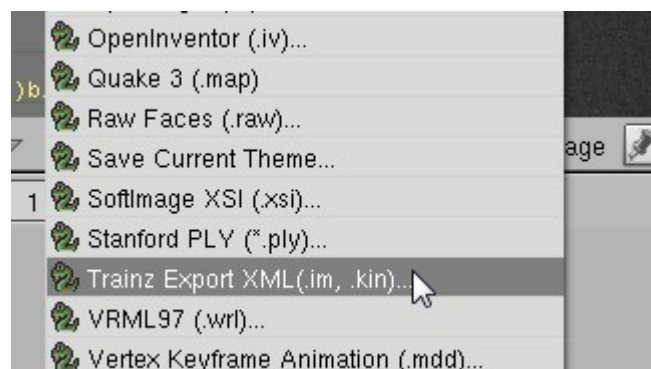 OpenInventor (.iv)...
)b.
Quake 3 (.map)
Raw Faces (.raw)...
age
Save Current Theme...
1
SoftImage XSI (.xsi)...
Stanford PLY (*.ply)...
Trainz Export XML(.im, .kin)...
VRML97 (.wrl)...
Vertex Keyframe Animation (.mdd)...